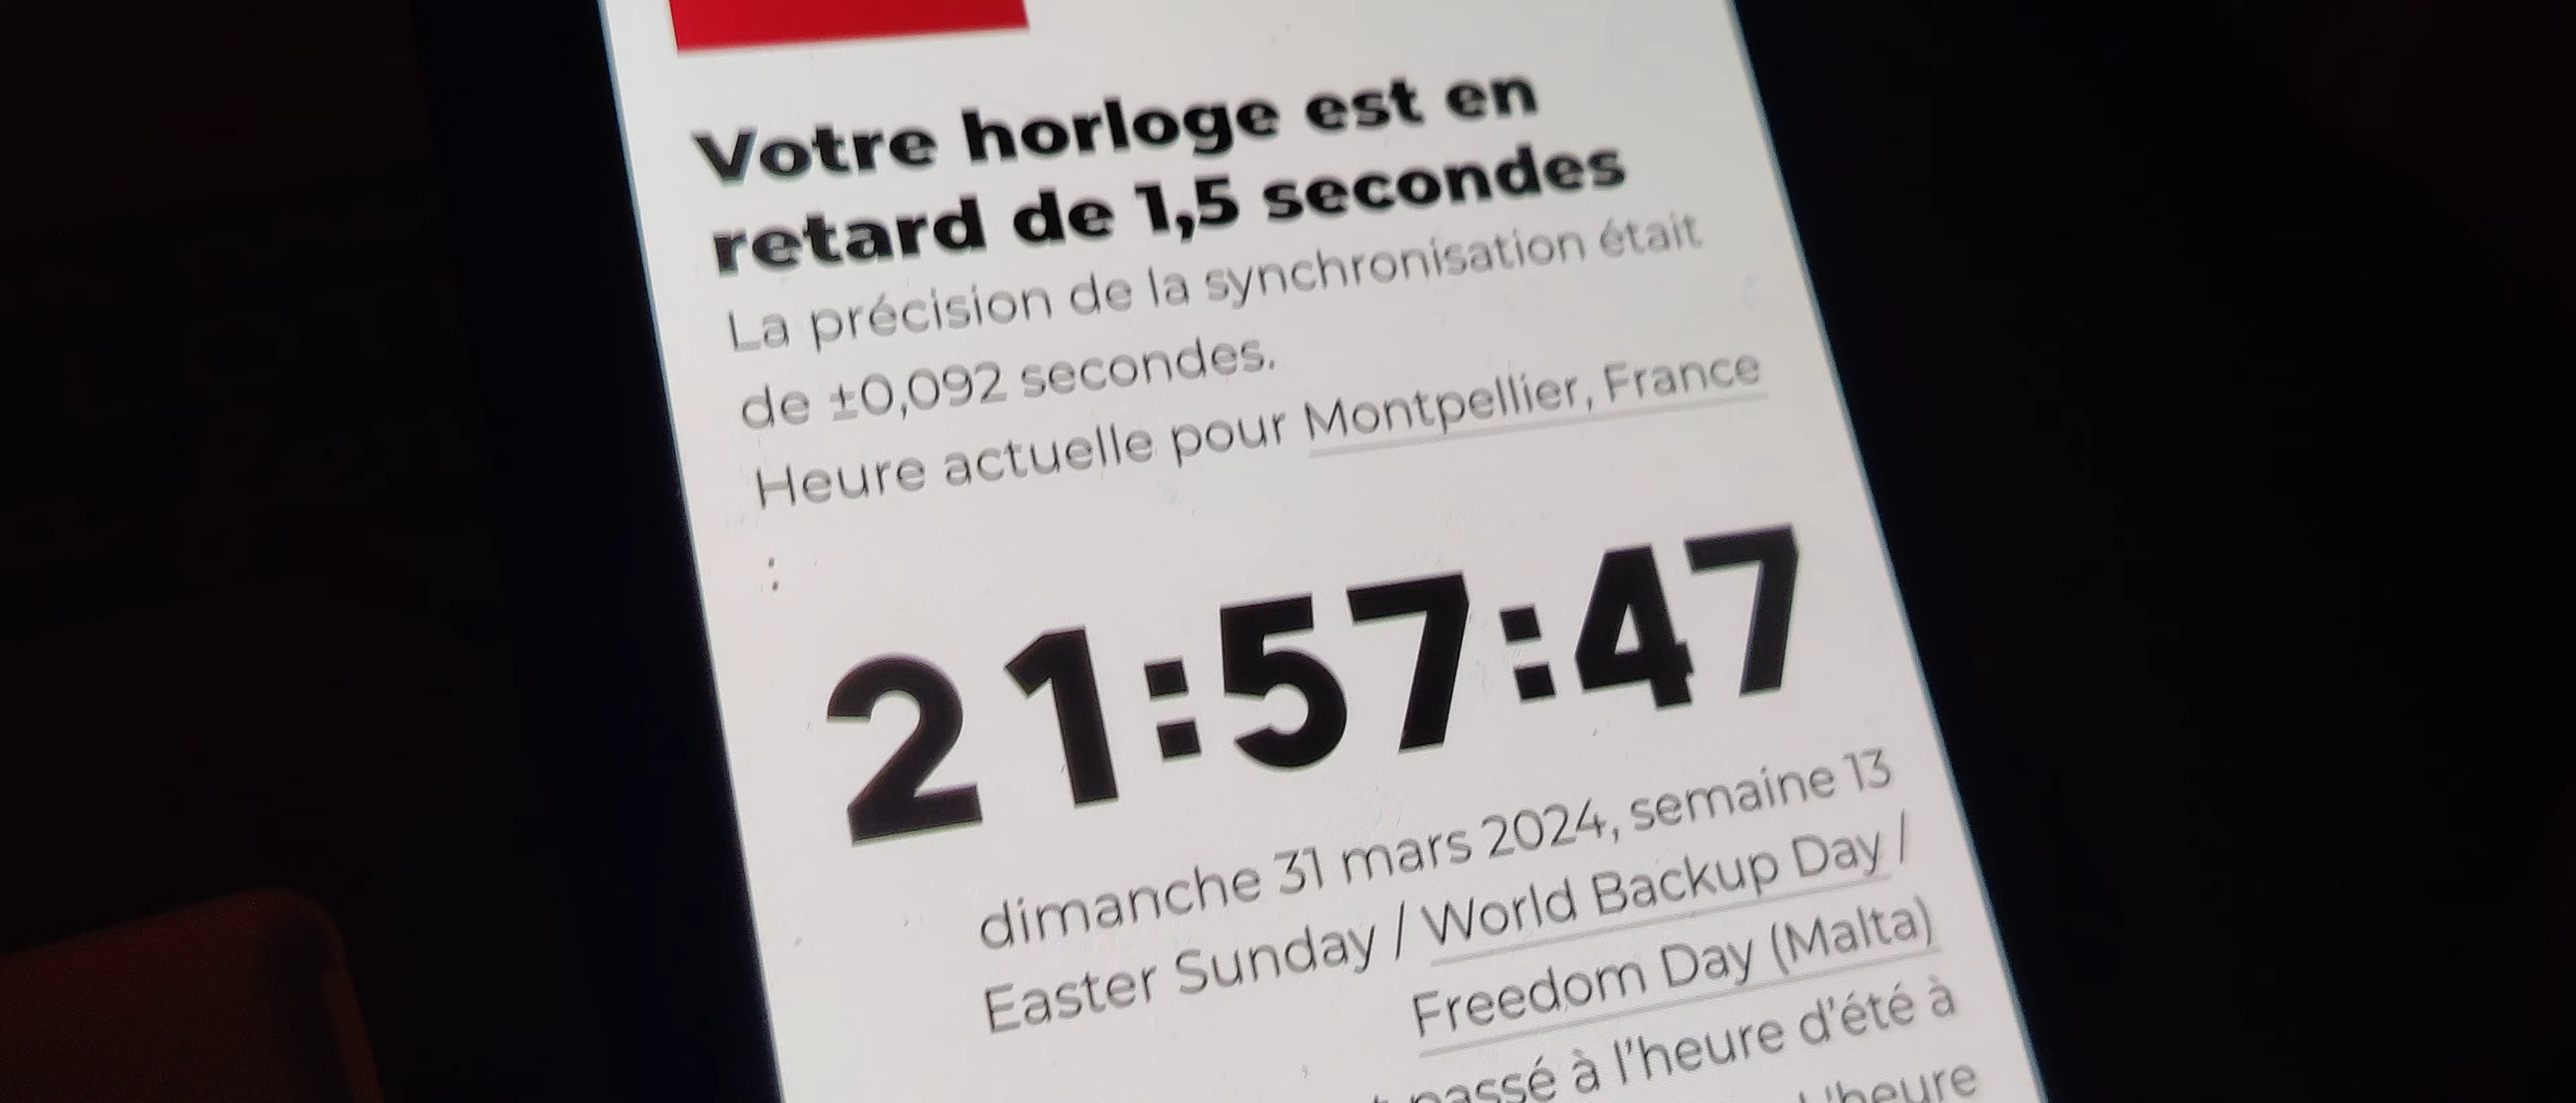 Votre horloge est en
retard de 1,5 secondes
La précision de la synchronisation était
de ±0,092 secondes.
Heure actuelle pour Montpellier, France
:
21:57:47
dimanche 31 mars 2024, semaine 13
Easter Sunday / World Backup Day /
Freedom Day (Malta)
passé à l'heure d'été à
L'heure